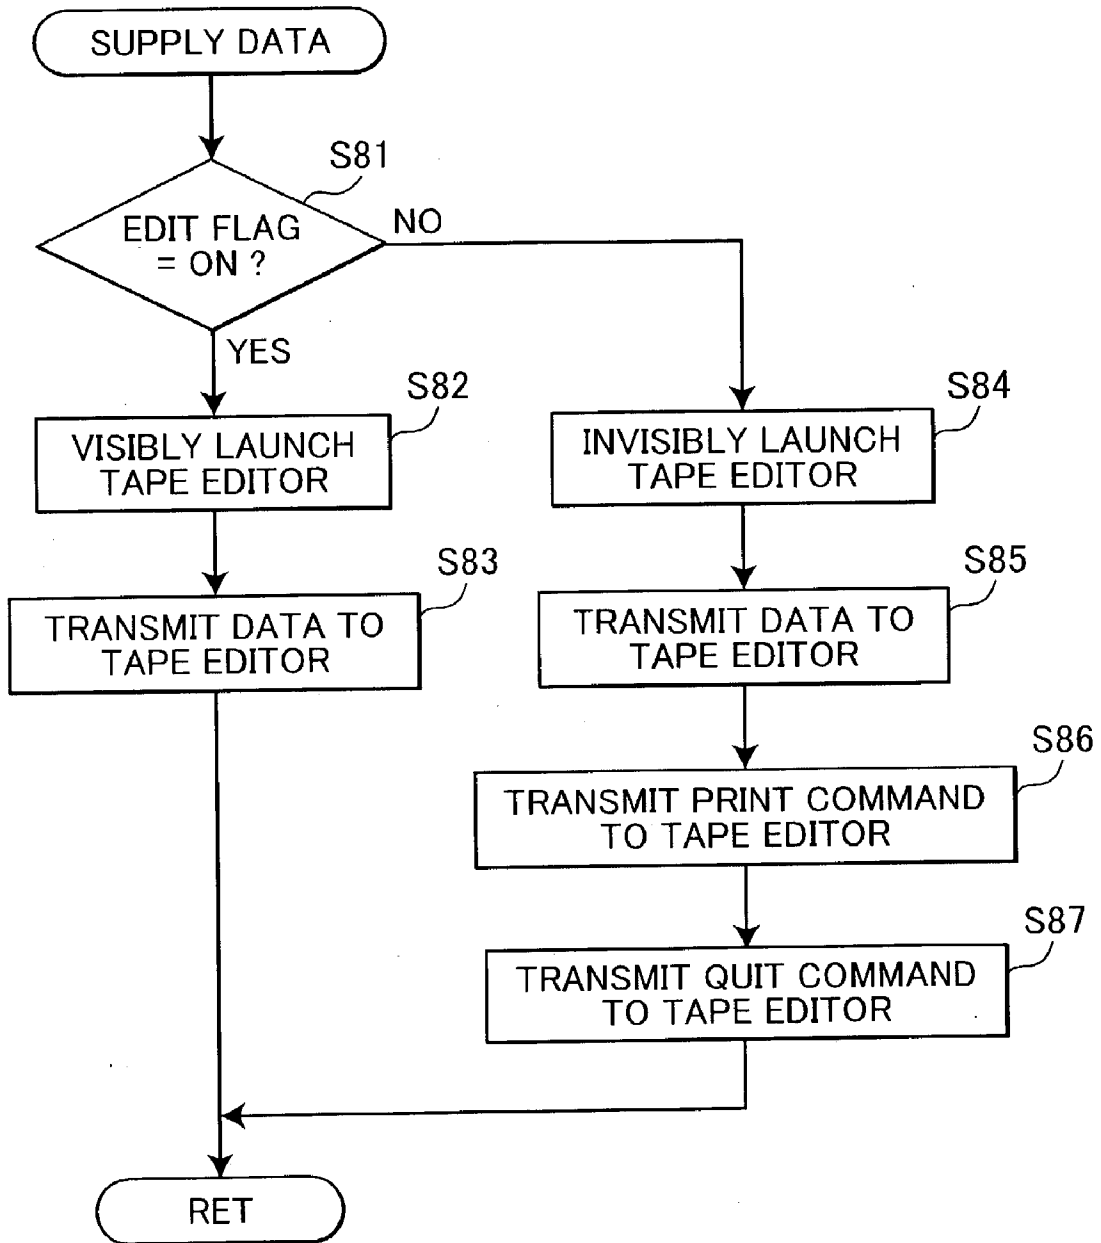 SUPPLY DATA
S81
EDIT FLAG
= ON ?
NO
YES
S82
VISIBLY LAUNCH
TAPE EDITOR
S83
TRANSMIT DATA TO
TAPE EDITOR
S84
INVISIBLY LAUNCH
TAPE EDITOR
S85
TRANSMIT DATA TO
TAPE EDITOR
S86
TRANSMIT PRINT COMMAND
TO TAPE EDITOR
S87
TRANSMIT QUIT COMMAND
TO TAPE EDITOR
RET